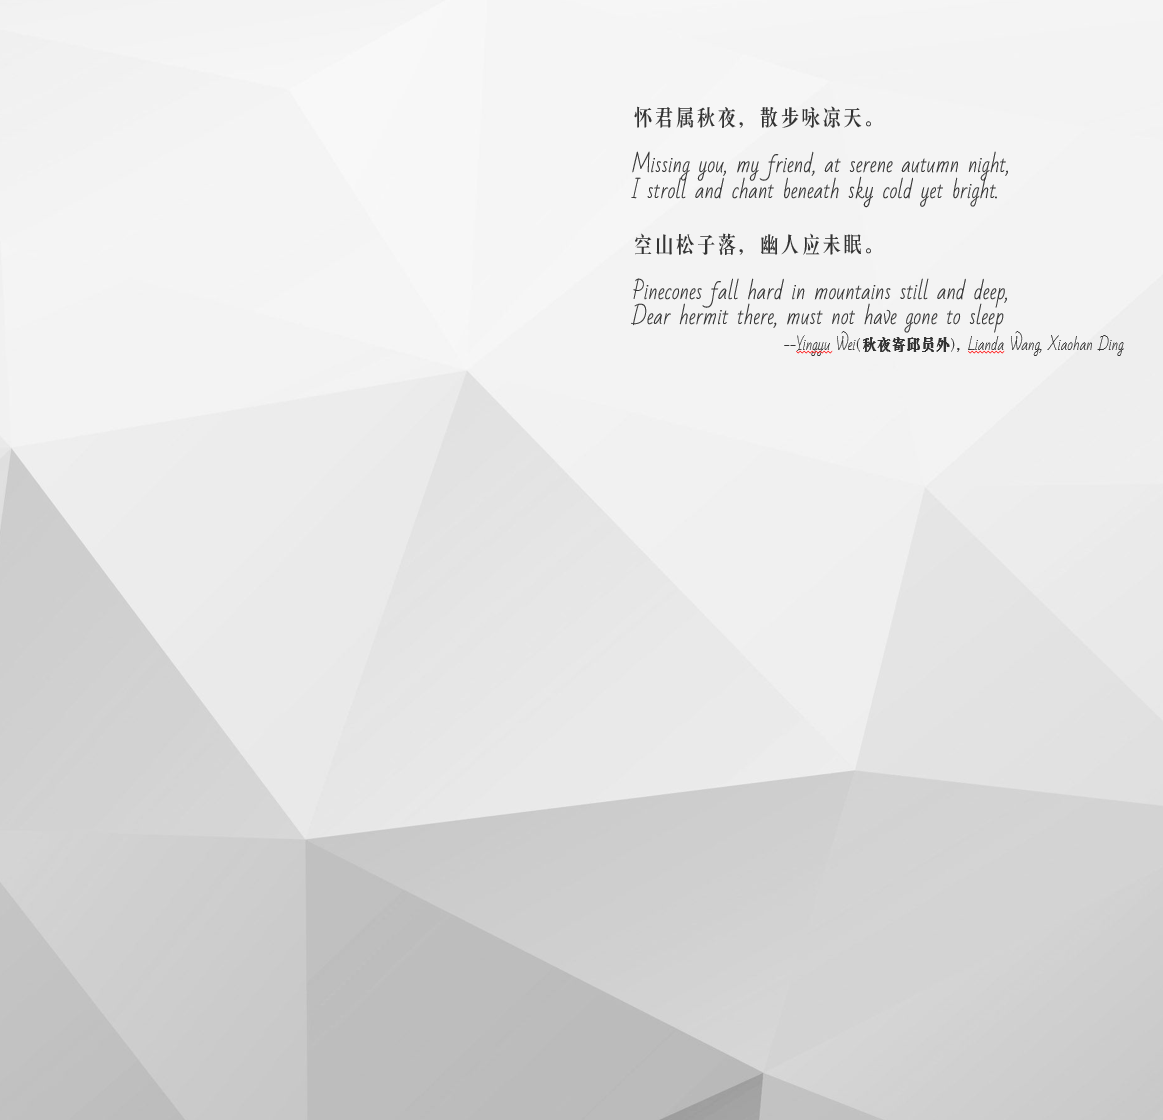 怀君属秋夜，散步咏凉天。
Missing you, my friend, at serene autumn night,
I stroll and chant beneath sky cold yet bright.
空山松子落，幽人应未眠。
Pinecones fall hard in mountains still and deep,
Dear hermit there, must not have gone to sleep
--Yingyu Wei(秋夜寄邱员外), Lianda Wang, Xiaohan Ding